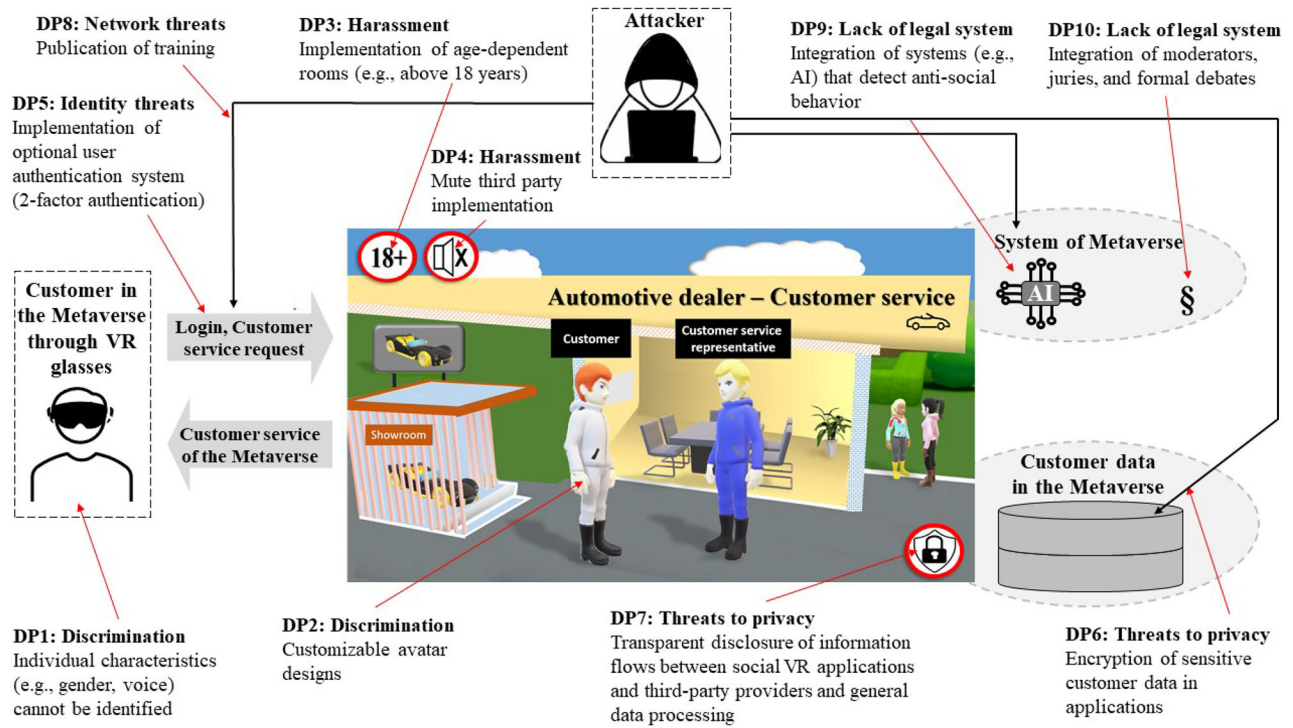 DP8: Network threats
Publication of training
DP3: Harassment
Implementation of age-dependent
rooms (e.g., above 18 years)
Attacker
DP9: Lack of legal system
Integration of systems (e.g.,
AI) that detect anti-social
behavior
DP10: Lack of legal system
Integration of moderators,
juries, and formal debates
DP5: Identity threats
Implementation of
optional user
authentication system
(2-factor authentication)
DP4: Harassment
Mute third party
implementation
18+
X
System of Metaverse
AI
§
Automotive dealer – Customer service
Customer
Customer service
representative
Showroom
Customer in
the Metaverse
through VR
glasses
Login, Customer
service request
Customer service
of the Metaverse
Customer data
in the Metaverse
DP1: Discrimination
Individual characteristics
(e.g., gender, voice)
cannot be identified
DP2: Discrimination
Customizable avatar
designs
DP7: Threats to privacy
Transparent disclosure of information
flows between social VR applications
and third-party providers and general
data processing
DP6: Threats to privacy
Encryption of sensitive
customer data in
applications